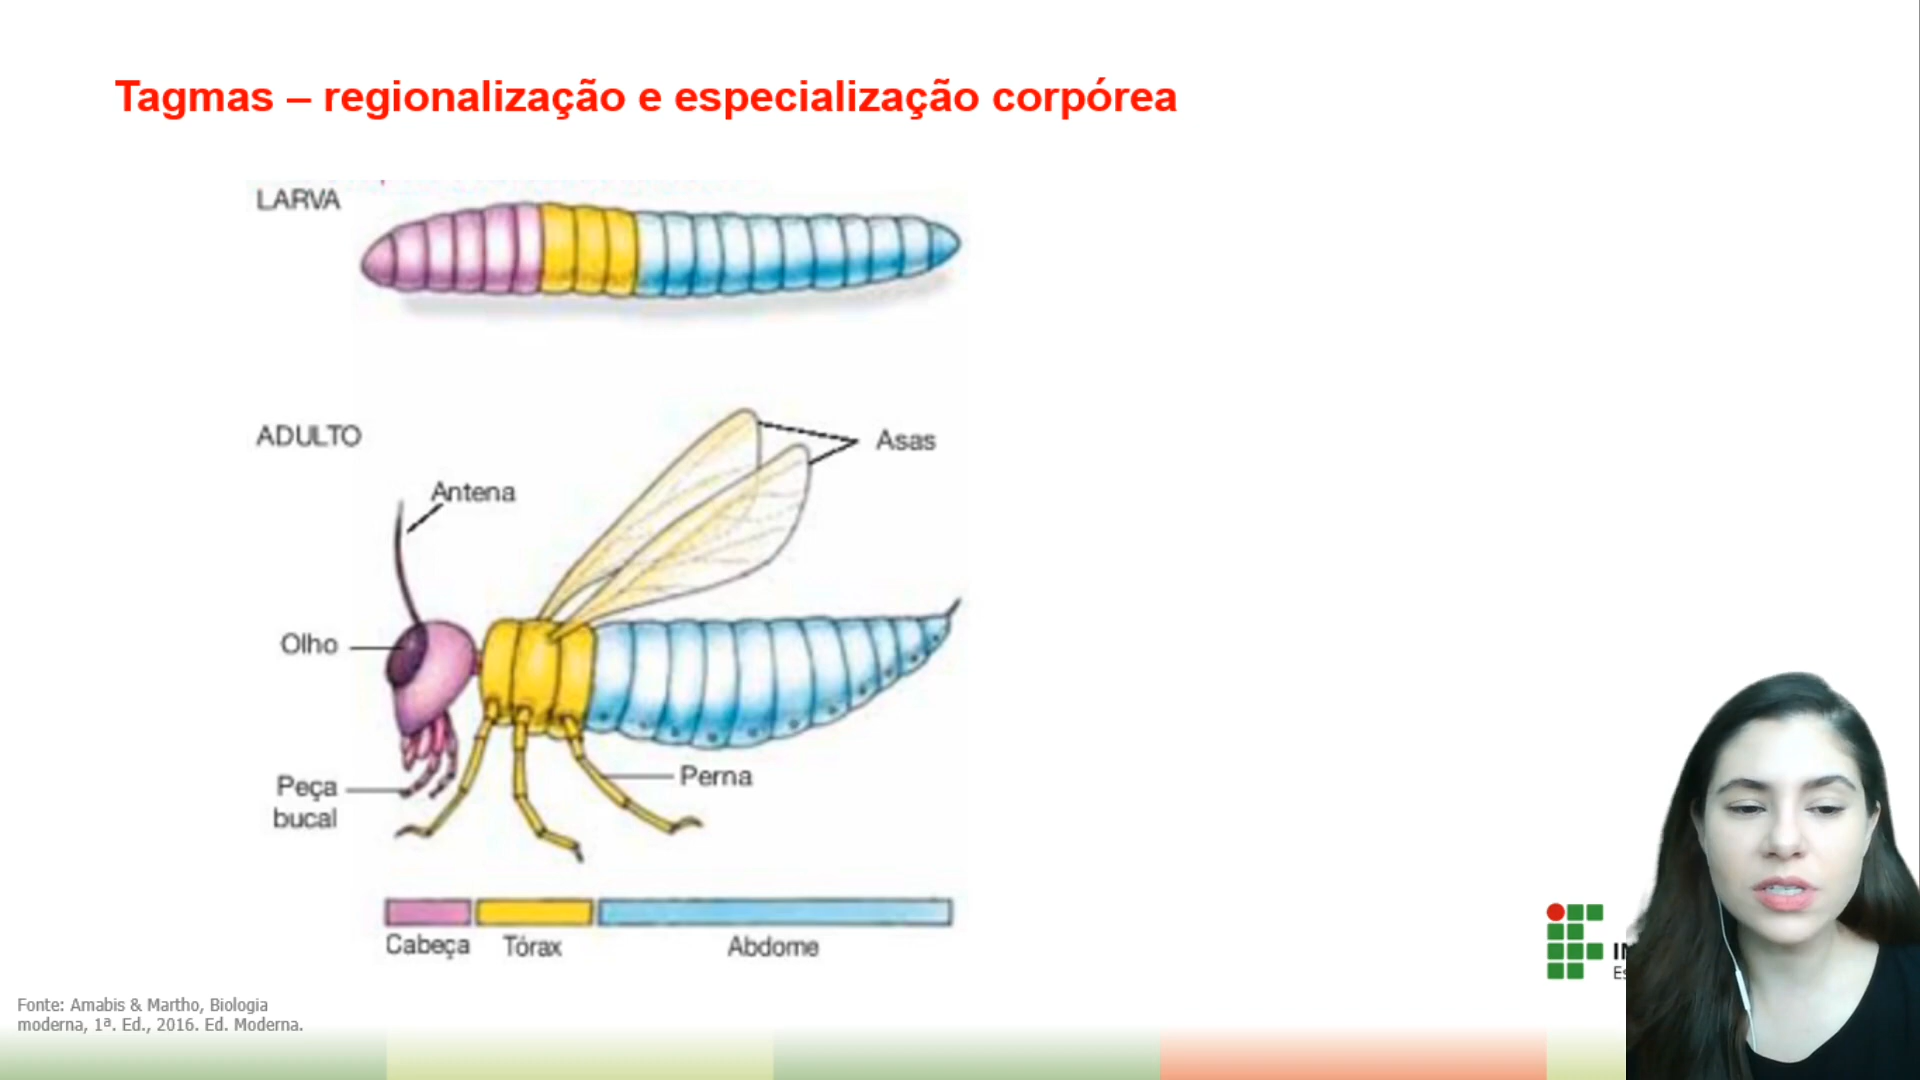 Tagmas – regionalização e especialização corpórea
LARVA
ADULTO
Asas
Antena
Olho
Peça
bucal
Perna
Cabeça
Tórax
Abdome
Fonte: Amabis & Martho, Biologia
moderna, 1ª. Ed., 2016. Ed. Moderna.